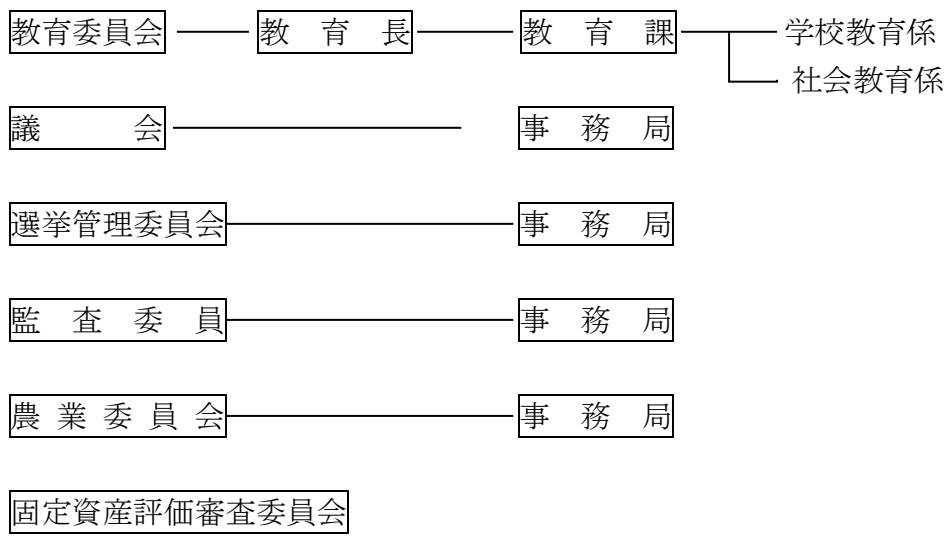 教育委員会 教育長 教育課 学校教育係
社会教育係
議会 事務局
選挙管理委員会 事務局
監査委員 事務局
農業委員会 事務局
固定資産評価審査委員会